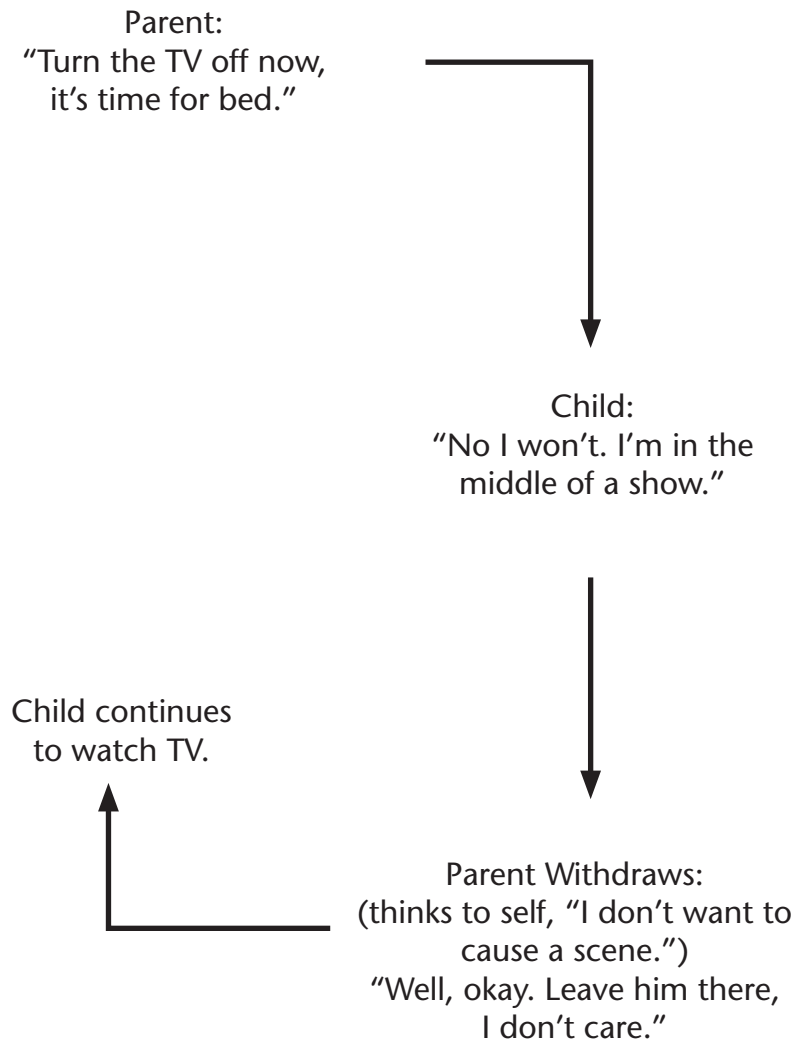 Parent:
“Turn the TV off now,
it’s time for bed.”
Child:
“No I won’t. I’m in the
middle of a show.”
Parent Withdraws:
(thinks to self, “I don’t want to
cause a scene.”)
“Well, okay. Leave him there,
I don’t care.”
Child continues
to watch TV.